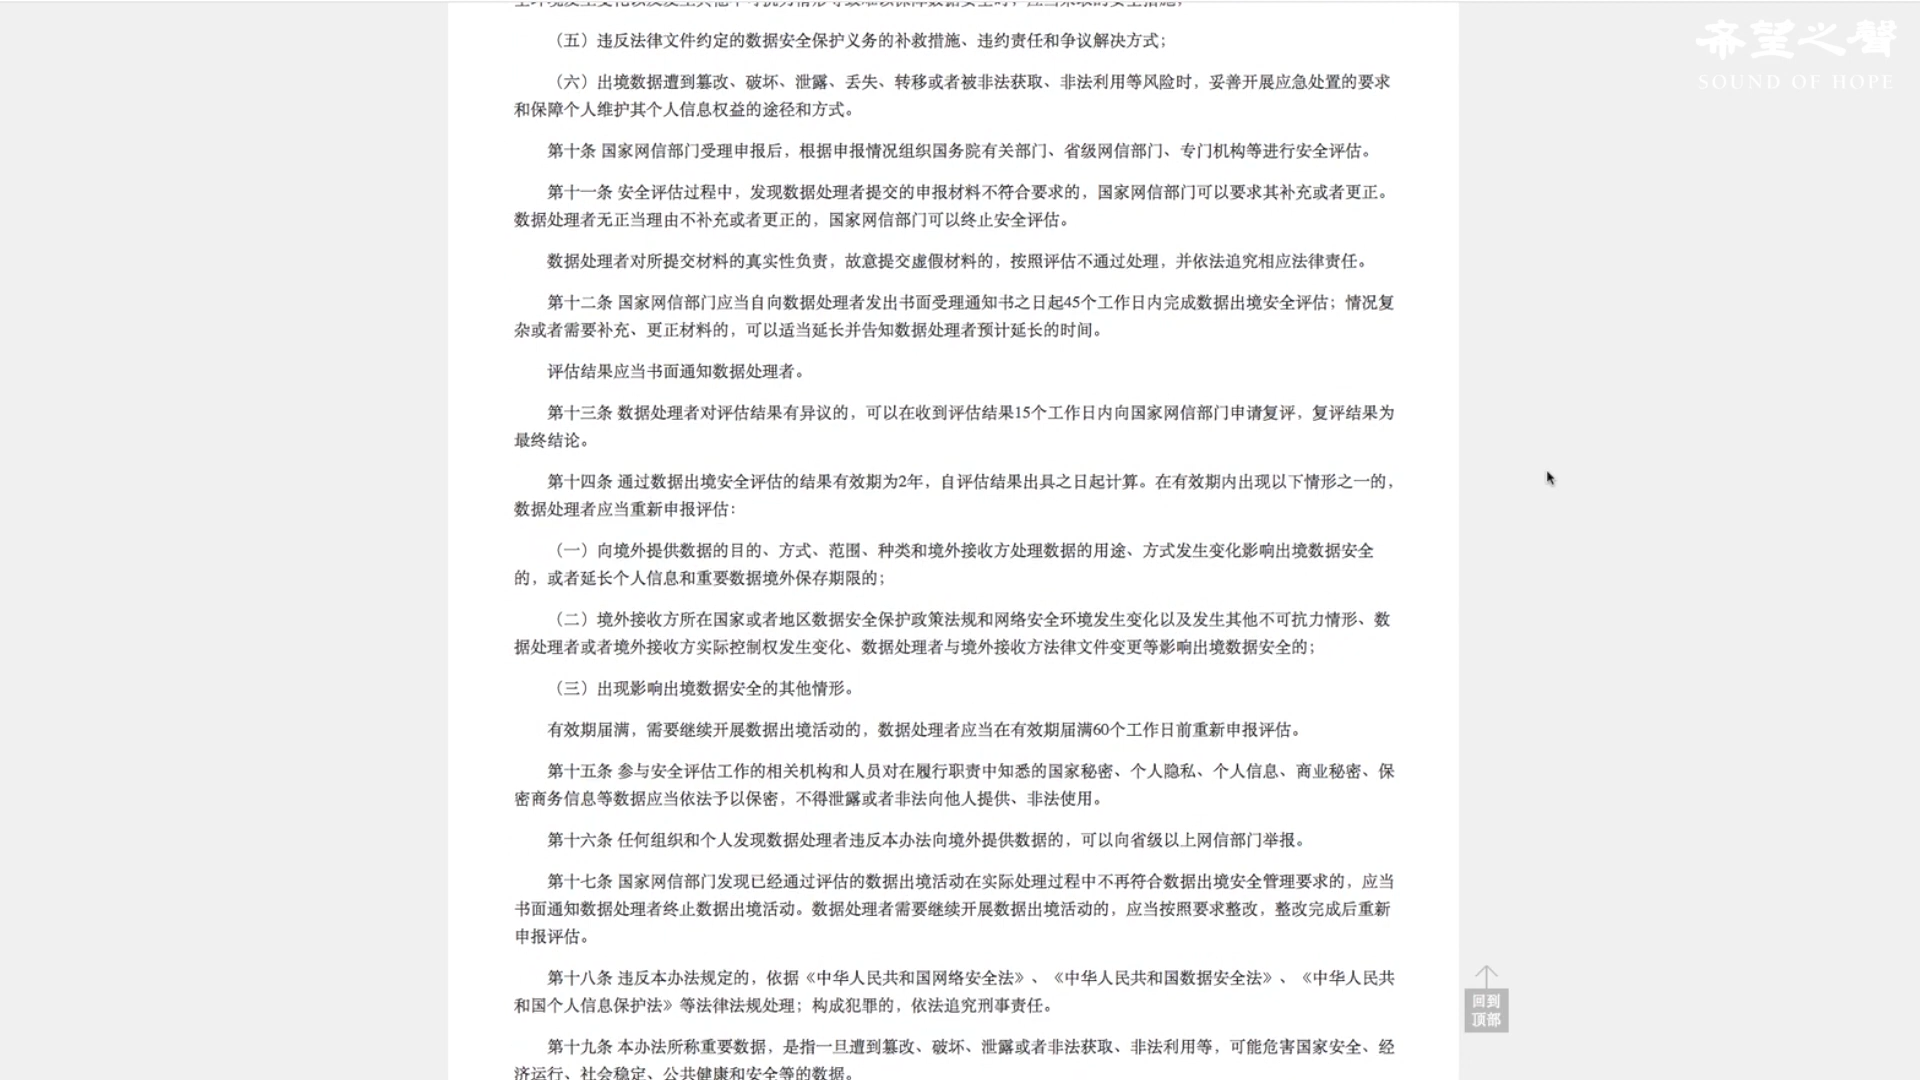 全环境发生变化以及发生其他不可抗力情形导致难以保障数据安全时，应当采取的安全措施；
（五）违反法律文件约定的数据安全保护义务的补救措施、违约责任和争议解决方式；
（六）出境数据遭到篡改、破坏、泄露、丢失、转移或者被非法获取、非法利用等风险时，妥善开展应急处置的要求
和保障个人维护其个人信息权益的途径和方式。
第十条 国家网信部门受理申报后，根据申报情况组织国务院有关部门、省级网信部门、专门机构等进行安全评估。
第十一条 安全评估过程中，发现数据处理者提交的申报材料不符合要求的，国家网信部门可以要求其补充或者更正。
数据处理者无正当理由不补充或者更正的，国家网信部门可以终止安全评估。
数据处理者对所提交材料的真实性负责，故意提交虚假材料的，按照评估不通过处理，并依法追究相应法律责任。
第十二条 国家网信部门应当自向数据处理者发出书面受理通知书之日起45个工作日内完成数据出境安全评估；情况复
杂或者需要补充、更正材料的，可以适当延长并告知数据处理者预计延长的时间。
评估结果应当书面通知数据处理者。
第十三条 数据处理者对评估结果有异议的，可以在收到评估结果15个工作日内向国家网信部门申请复评，复评结果为
最终结论。
第十四条 通过数据出境安全评估的结果有效期为2年，自评估结果出具之日起计算。在有效期内出现以下情形之一的，
数据处理者应当重新申报评估：
（一）向境外提供数据的目的、方式、范围、种类和境外接收方处理数据的用途、方式发生变化影响出境数据安全
的，或者延长个人信息和重要数据境外保存期限的；
（二）境外接收方所在国家或者地区数据安全保护政策法规和网络安全环境发生变化以及发生其他不可抗力情形、数
据处理者或者境外接收方实际控制权发生变化、数据处理者与境外接收方法律文件变更等影响出境数据安全的；
（三）出现影响出境数据安全的其他情形。
有效期届满，需要继续开展数据出境活动的，数据处理者应当在有效期届满60个工作日前重新申报评估。
第十五条 参与安全评估工作的相关机构和人员对在履行职责中知悉的国家秘密、个人隐私、个人信息、商业秘密、保
密商务信息等数据应当依法予以保密，不得泄露或者非法向他人提供、非法使用。
第十六条 任何组织和个人发现数据处理者违反本办法向境外提供数据的，可以向省级以上网信部门举报。
第十七条 国家网信部门发现已经通过评估的数据出境活动在实际处理过程中不再符合数据出境安全管理要求的，应当
书面通知数据处理者终止数据出境活动。数据处理者需要继续开展数据出境活动的，应当按照要求整改，整改完成后重新
申报评估。
第十八条 违反本办法规定的，依据《中华人民共和国网络安全法》、《中华人民共和国数据安全法》、《中华人民共
和国个人信息保护法》等法律法规处理；构成犯罪的，依法追究刑事责任。
第十九条 本办法所称重要数据，是指一旦遭到篡改、破坏、泄露或者非法获取、非法利用等，可能危害国家安全、经
济运行、社会稳定、公共健康和安全等的数据。
希望之聲
SOUND OF HOPE
回到
顶部